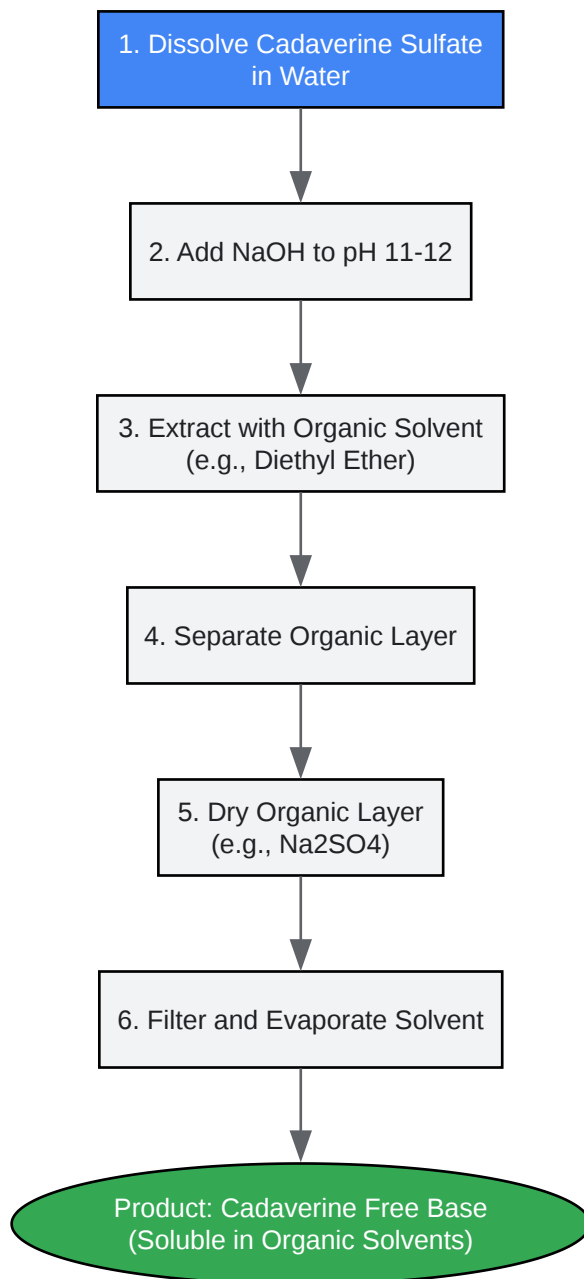 1. Dissolve Cadaverine Sulfate
in Water
2. Add NaOH to pH 11-12
3. Extract with Organic Solvent
(e.g., Diethyl Ether)
4. Separate Organic Layer
5. Dry Organic Layer
(e.g., Na2SO4)
6. Filter and Evaporate Solvent
Product: Cadaverine Free Base
(Soluble in Organic Solvents)